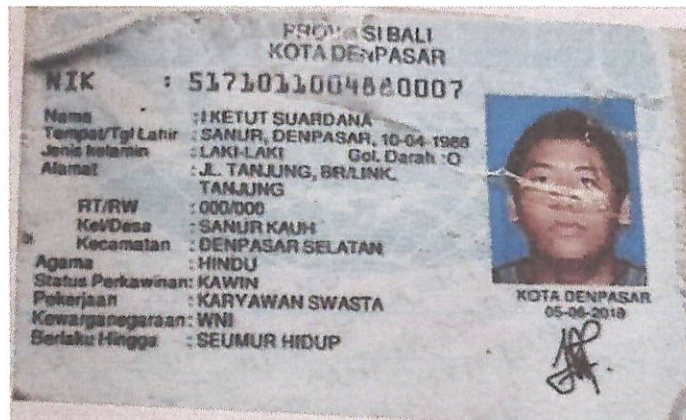 PROVINSI BALI
KOTA DENPASAR
NIK : 5171011004880007
Nama : I KETUT SUARDANA
Tempat/Tgl Lahir : SANUR, DENPASAR, 10-04-1988
Jenis kelamin : LAKI-LAKI Gol. Darah : O
Alamat : JL. TANJUNG, BR/LINK.
TANJUNG
RT/RW : 000/000
Kel/Desa : SANUR KAUH
Kecamatan : DENPASAR SELATAN
Agama : HINDU
Status Perkawinan: KAWIN
Pekerjaan : KARYAWAN SWASTA
Kewarganegaraan: WNI
Berlaku Hingga : SEUMUR HIDUP
KOTA DENPASAR
05-06-2018